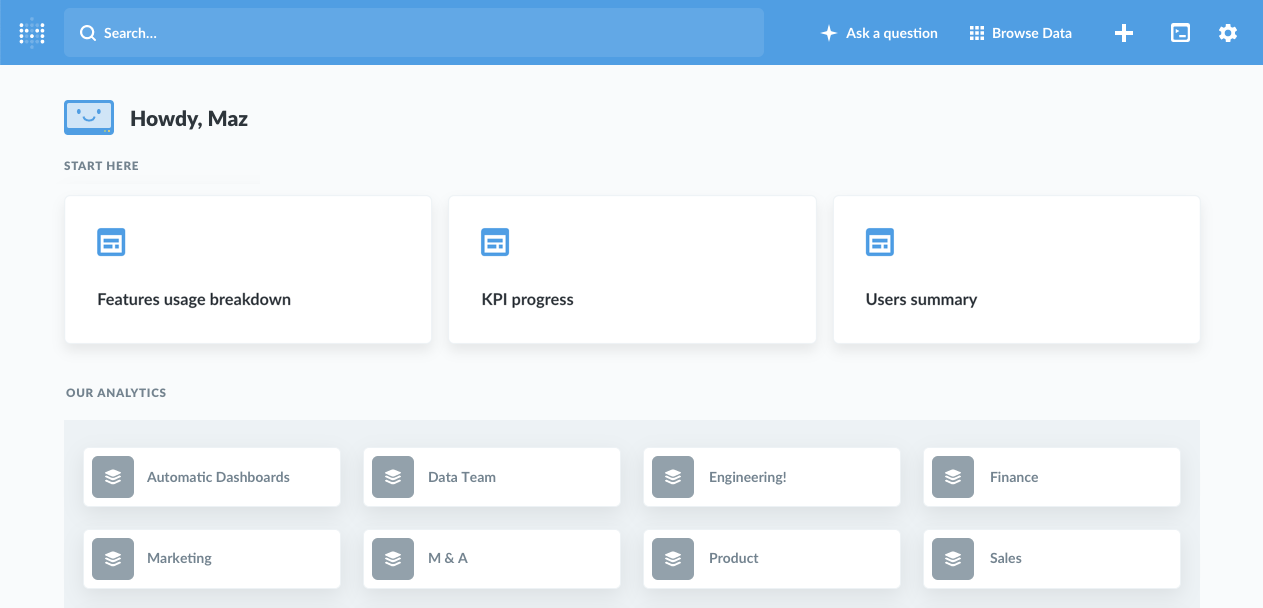 Search...
Ask a question
Browse Data
Howdy, Maz
START HERE
Features usage breakdown
KPI progress
Users summary
OUR ANALYTICS
Automatic Dashboards
Data Team
Engineering!
Finance
Marketing
M & A
Product
Sales